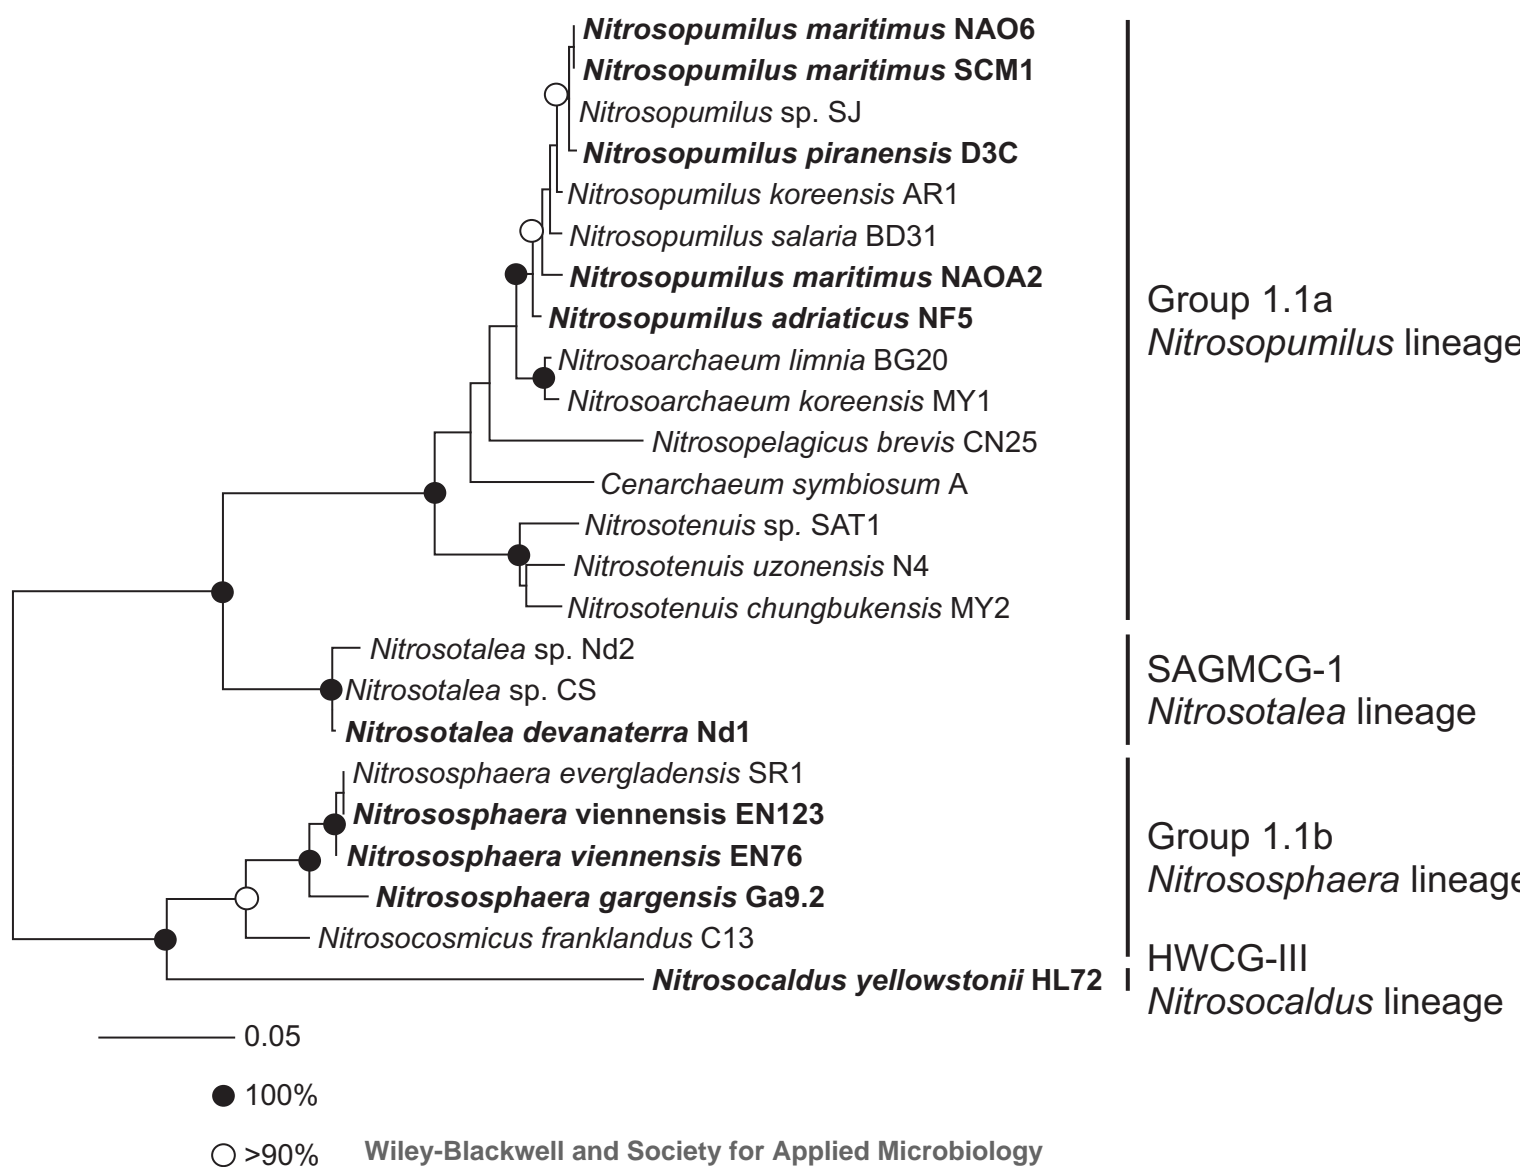 Nitrosopumilus maritimus NAO6
Nitrosopumilus maritimus SCM1
Nitrosopumilus sp. SJ
Nitrosopumilus piranensis D3C
Nitrosopumilus koreensis AR1
Nitrosopumilus salaria BD31
Nitrosopumilus maritimus NAOA2
Nitrosopumilus adriaticus NF5
Nitrosoarchaeum limnia BG20
Nitrosoarchaeum koreensis MY1
Nitrosopelagicus brevis CN25
Cenarchaeum symbiosum A
Nitrosotenuis sp. SAT1
Nitrosotenuis uzonensis N4
Nitrosotenuis chungbukensis MY2
Group 1.1a
Nitrosopumilus lineage
Nitrosotalea sp. Nd2
Nitrosotalea sp. CS
Nitrosotalea devanaterra Nd1
SAGMCG-1
Nitrosotalea lineage
Nitrososphaera evergladensis SR1
Nitrososphaera viennensis EN123
Nitrososphaera viennensis EN76
Nitrososphaera gargensis Ga9.2
Nitrosocosmicus franklandus C13
Group 1.1b
Nitrososphaera lineage
Nitrosocaldus yellowstonii HL72
HWCG-III
Nitrosocaldus lineage
0.05
100%
>90%
Wiley-Blackwell and Society for Applied Microbiology